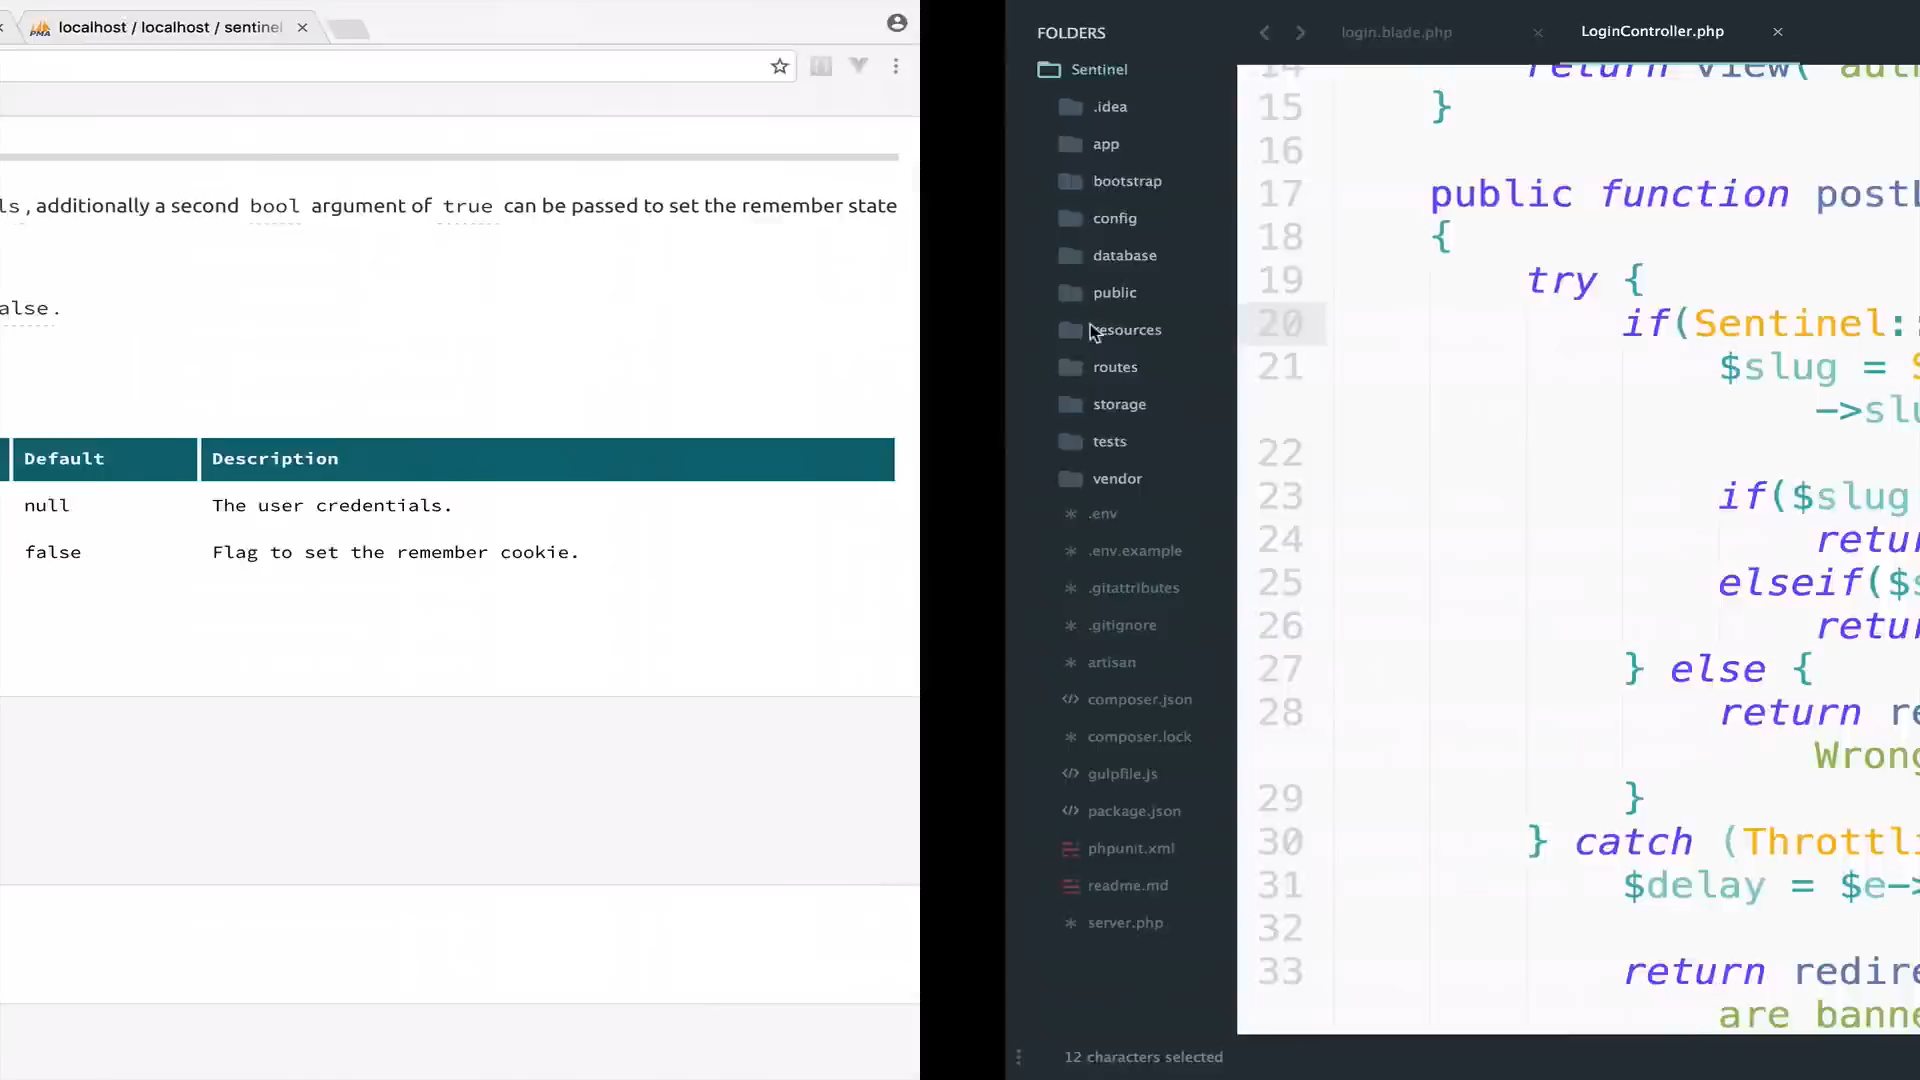 localhost / localhost / sentinel
ls, additionally a second bool argument of true can be passed to set the remember state
alse.
Default Description
null The user credentials.
false Flag to set the remember cookie.
FOLDERS
Sentinel
.idea
app
bootstrap
config
database
public
resources
routes
storage
tests
vendor
.env
.env.example
.gitattributes
.gitignore
artisan
composer.json
composer.lock
gulpfile.js
package.json
phpunit.xml
readme.md
server.php
login.blade.php
LoginController.php
14 return view('aut
15 }
16
17 public function postL
18 {
19 try {
20 if(Sentinel::
21 $slug = S
->slu
22
23 if($slug
24 retur
25 elseif($s
26 retur
27 } else {
28 return re
Wrong
29 }
30 } catch (Throttli
31 $delay = $e->
32
33 return redire
are banne
12 characters selected